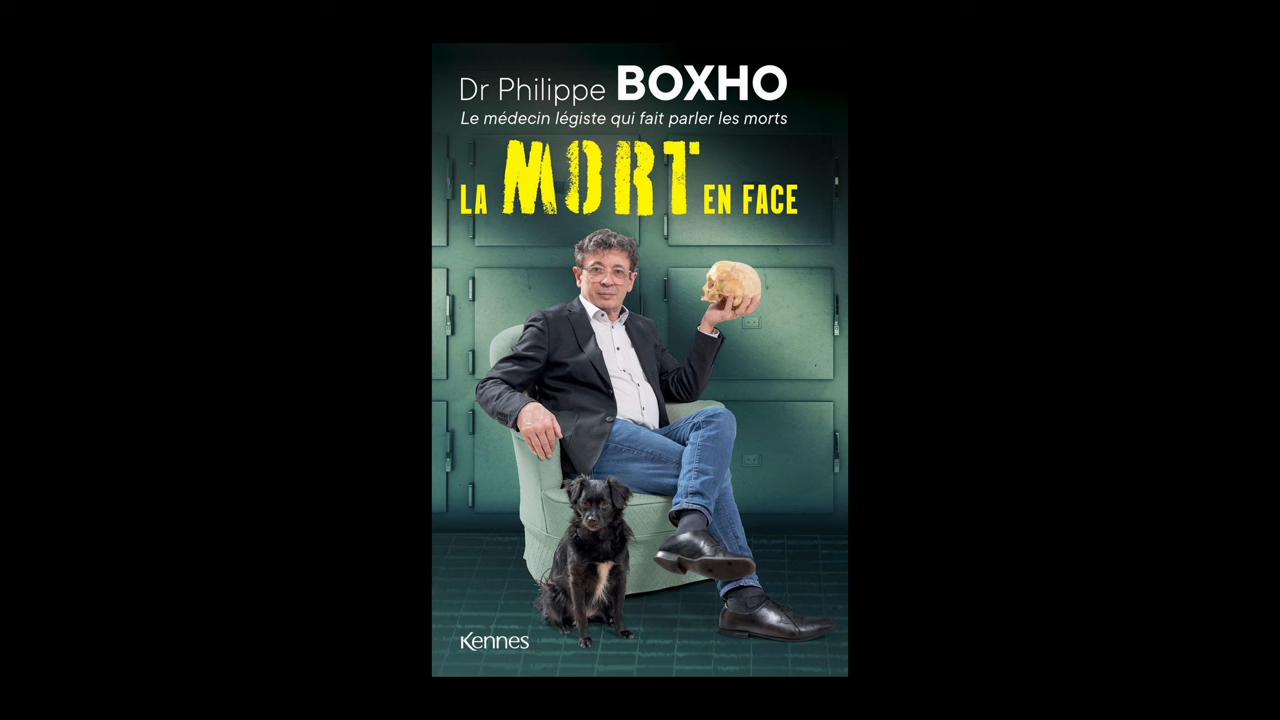 Dr Philippe BOXHO
Le médecin légiste qui fait parler les morts
LA MORT EN FACE
Kennes